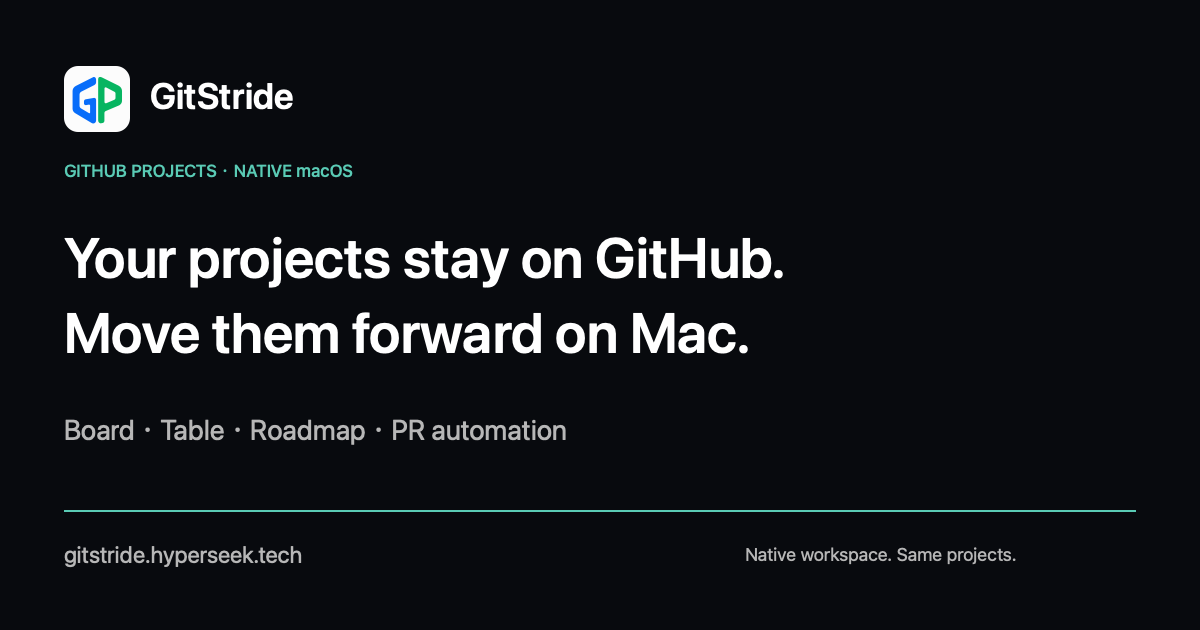 GP
GitStride
GITHUB PROJECTS · NATIVE macOS
Your projects stay on GitHub.
Move them forward on Mac.
Board · Table · Roadmap · PR automation
gitstride.hyperseek.tech
Native workspace. Same projects.